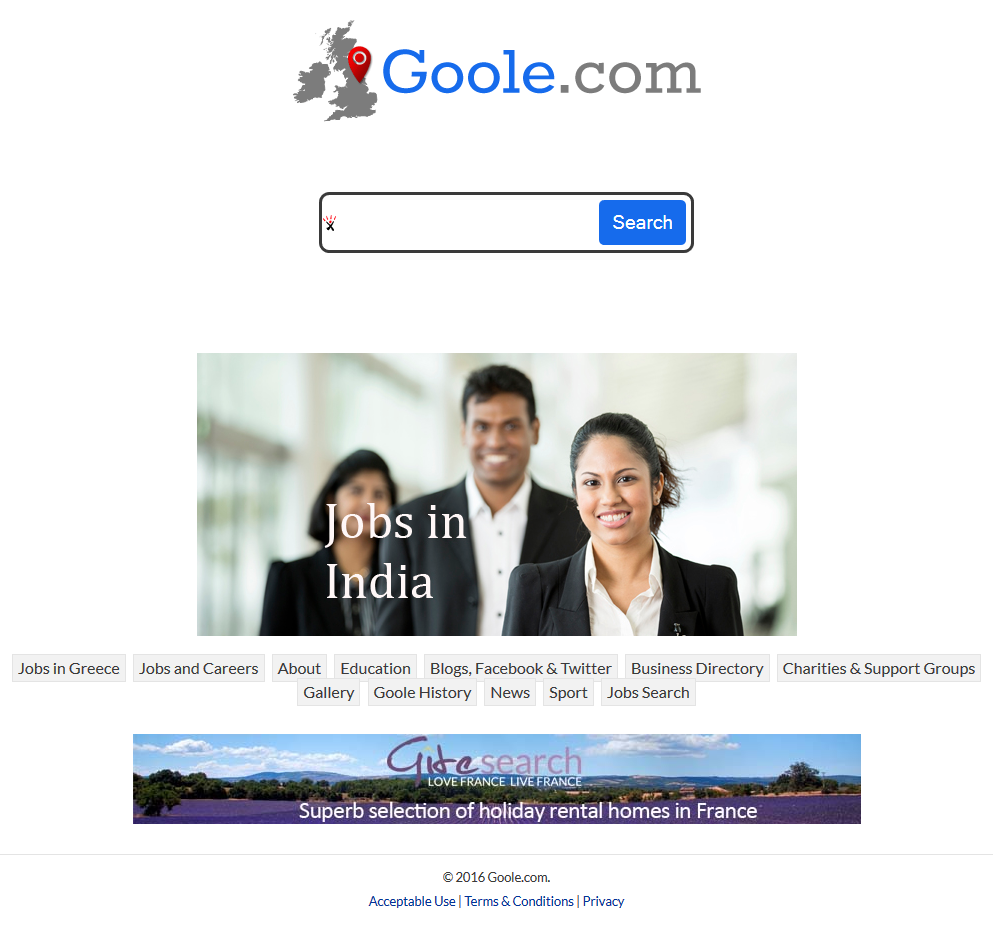 Goole.com
Search
Jobs in
India
Jobs in Greece Jobs and Careers About Education Blogs, Facebook & Twitter Business Directory Charities & Support Groups
Gallery Goole History News Sport Jobs Search
Gite search
LOVE FRANCE LIVE FRANCE
Superb selection of holiday rental homes in France
© 2016 Goole.com.
Acceptable Use | Terms & Conditions | Privacy